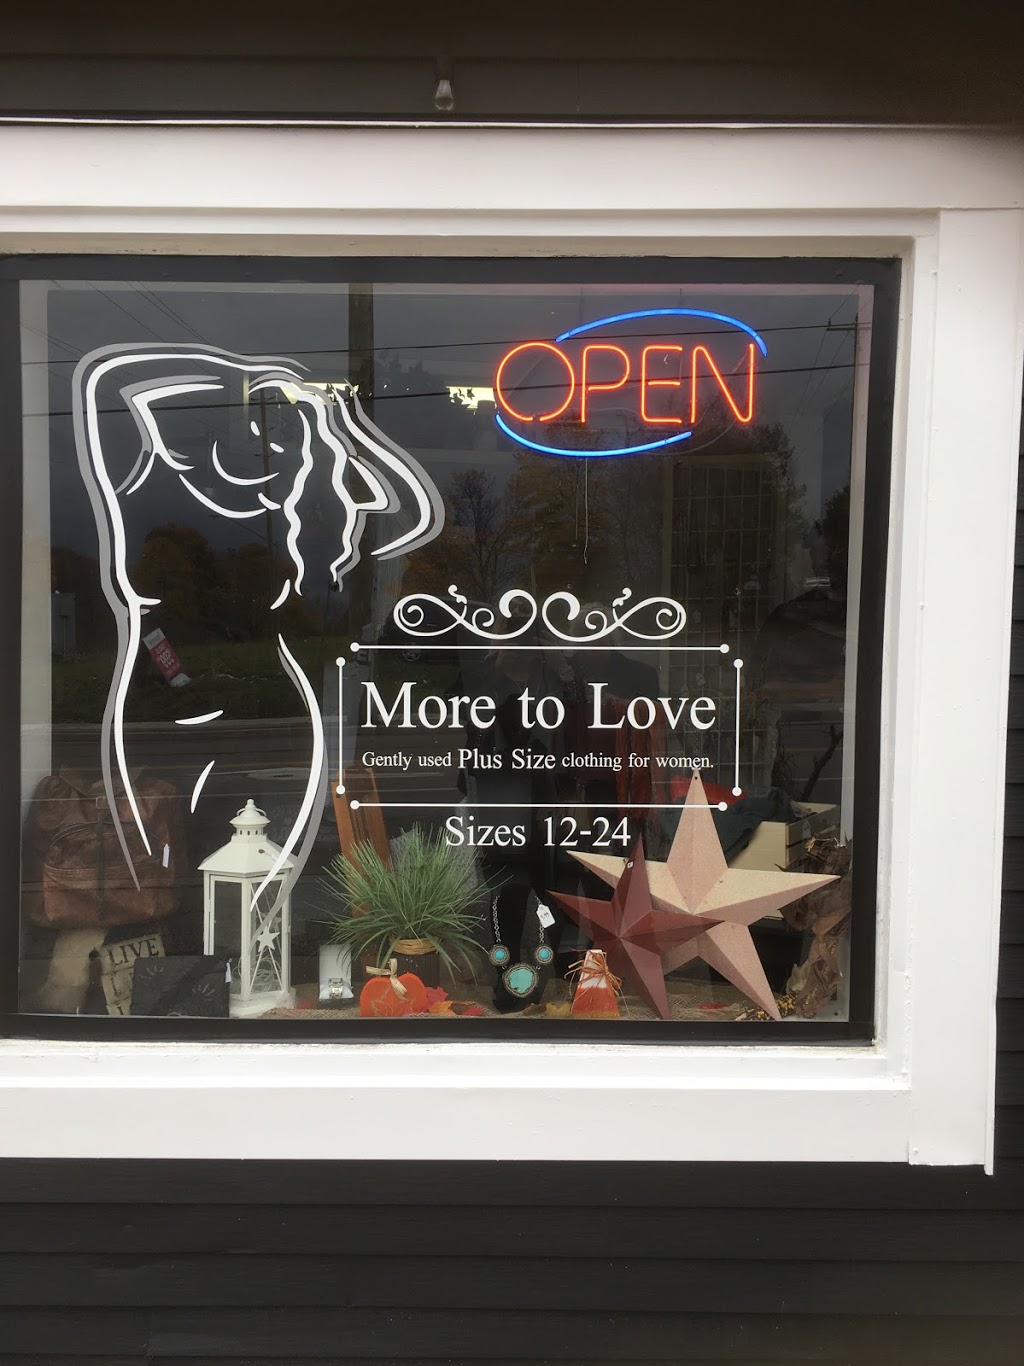 OPEN
More to Love
Gently used Plus Size clothing for women.
Sizes 12-24
LIVE